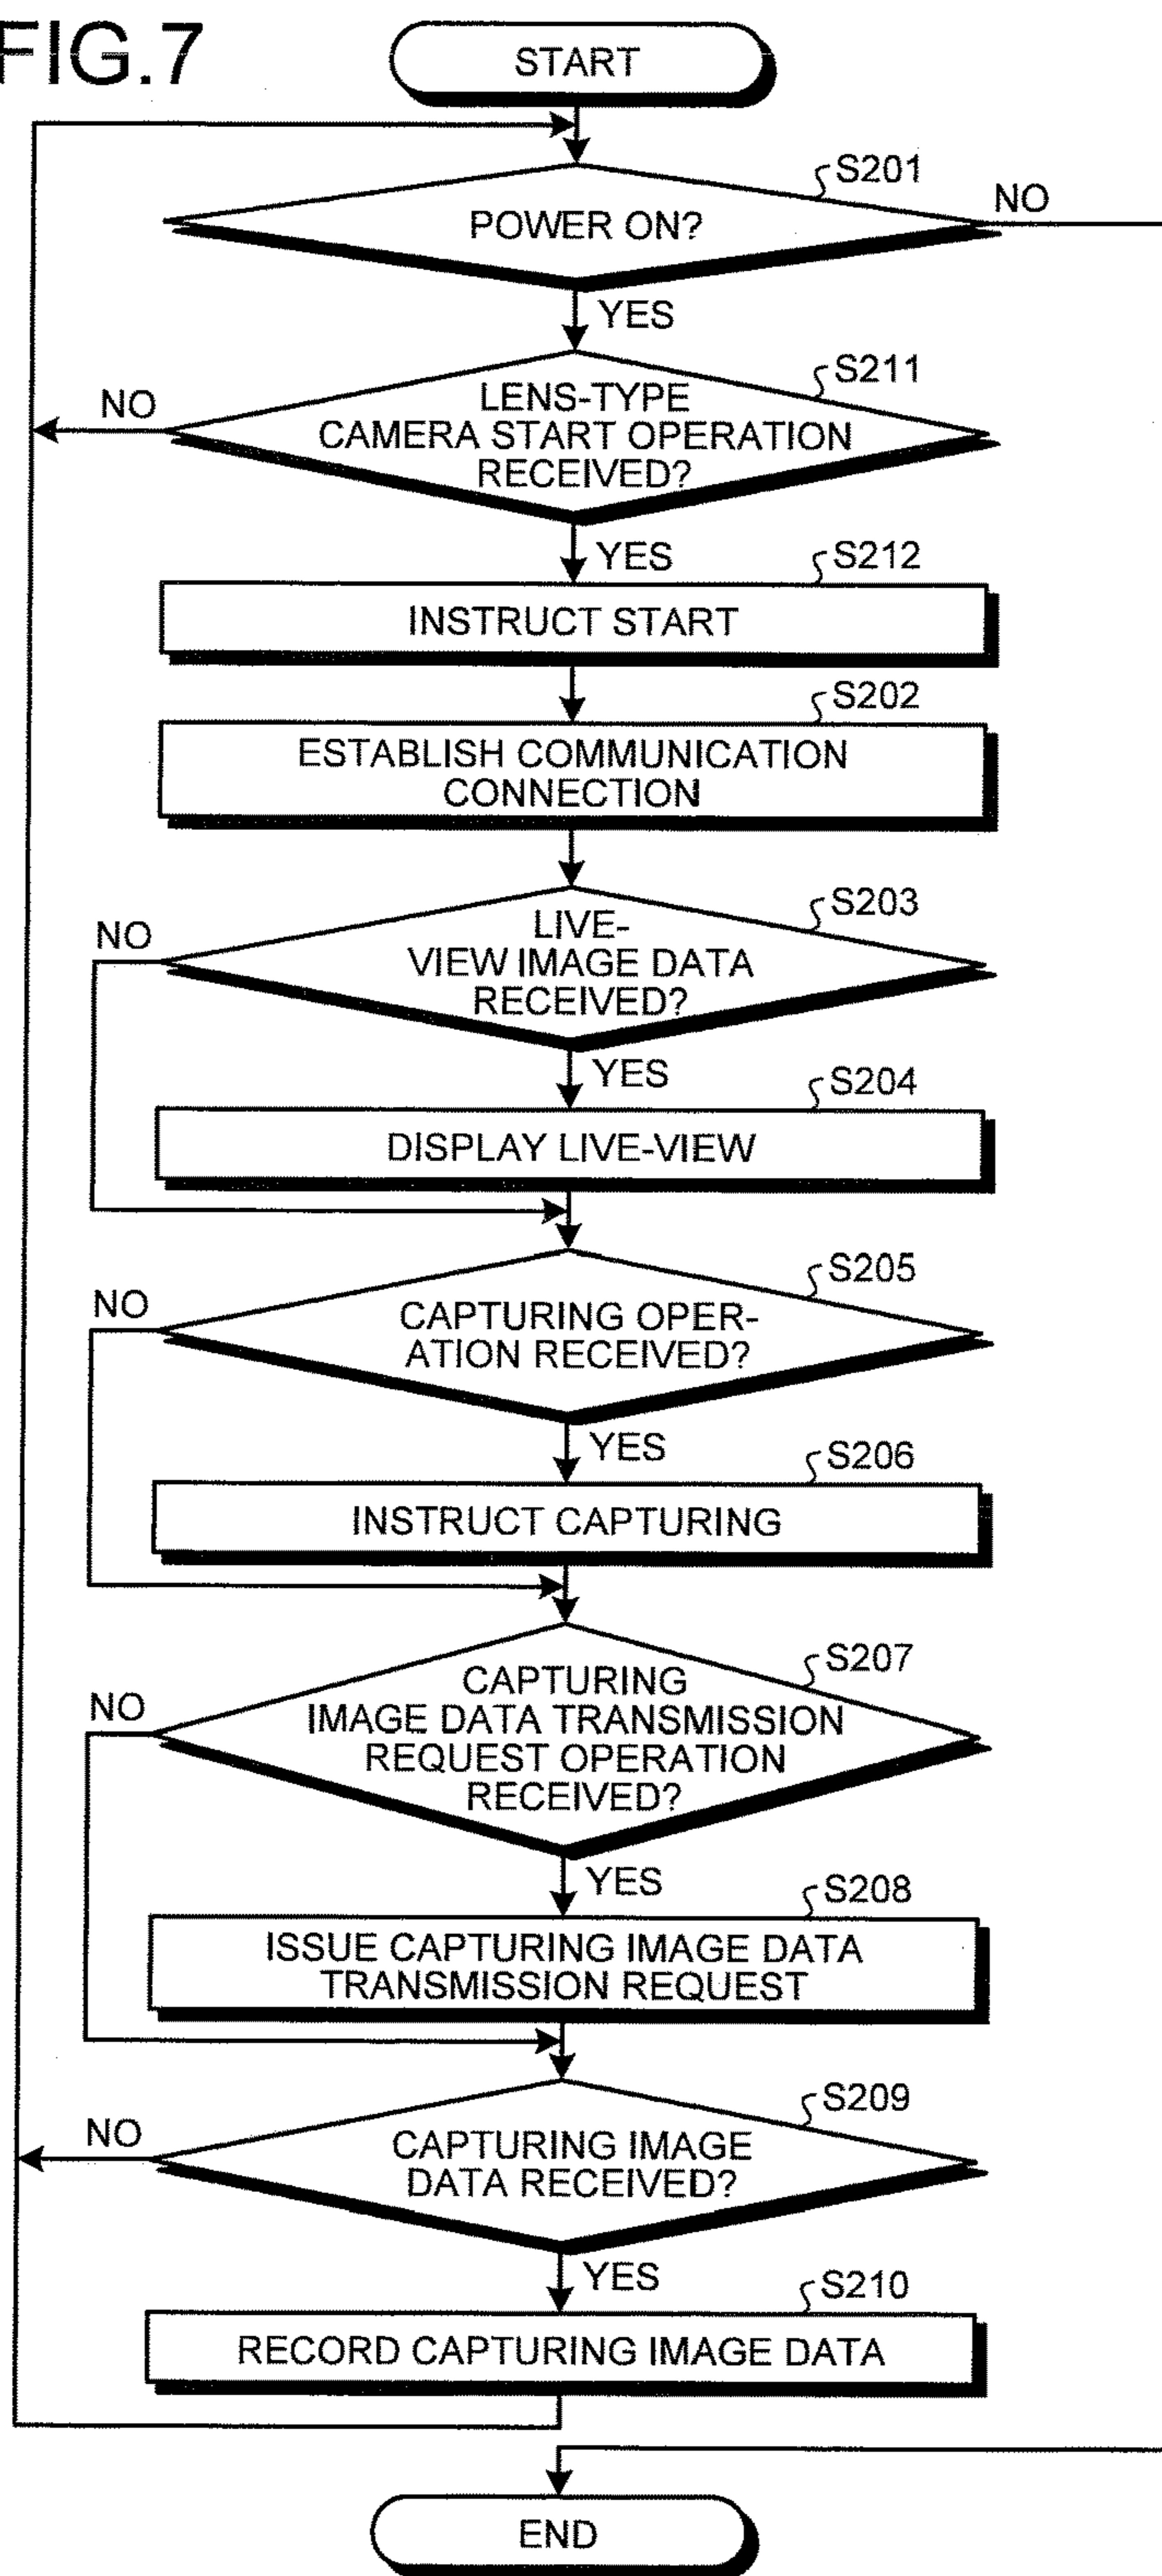 FIG.7
START
S201
POWER ON?
NO
YES
S211
LENS-TYPE
CAMERA START OPERATION
RECEIVED?
NO
YES
S212
INSTRUCT START
S202
ESTABLISH COMMUNICATION
CONNECTION
S203
LIVE-
VIEW IMAGE DATA
RECEIVED?
NO
YES
S204
DISPLAY LIVE-VIEW
S205
CAPTURING OPER-
ATION RECEIVED?
NO
YES
S206
INSTRUCT CAPTURING
S207
CAPTURING
IMAGE DATA TRANSMISSION
REQUEST OPERATION
RECEIVED?
NO
YES
S208
ISSUE CAPTURING IMAGE DATA
TRANSMISSION REQUEST
S209
CAPTURING IMAGE
DATA RECEIVED?
NO
YES
S210
RECORD CAPTURING IMAGE DATA
END